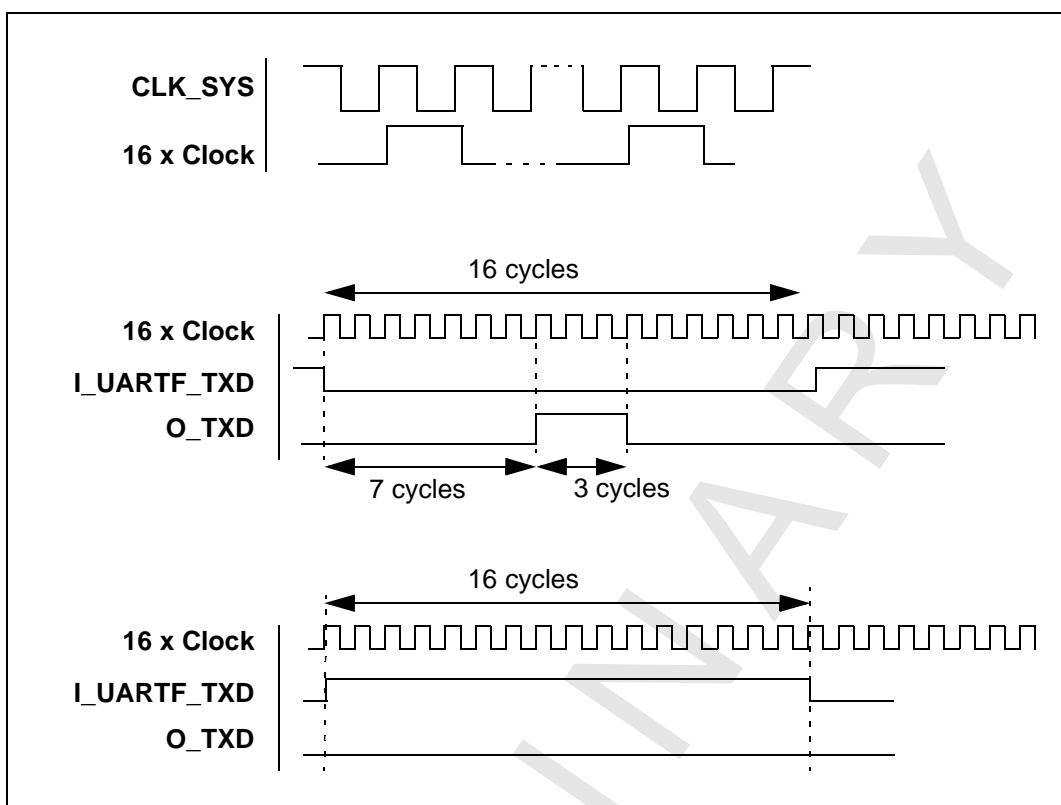 CLK_SYS
16 x Clock
16 cycles
16 x Clock
I_UARTF_TXD
O_TXD
7 cycles
3 cycles
16 cycles
16 x Clock
I_UARTF_TXD
O_TXD
INARY